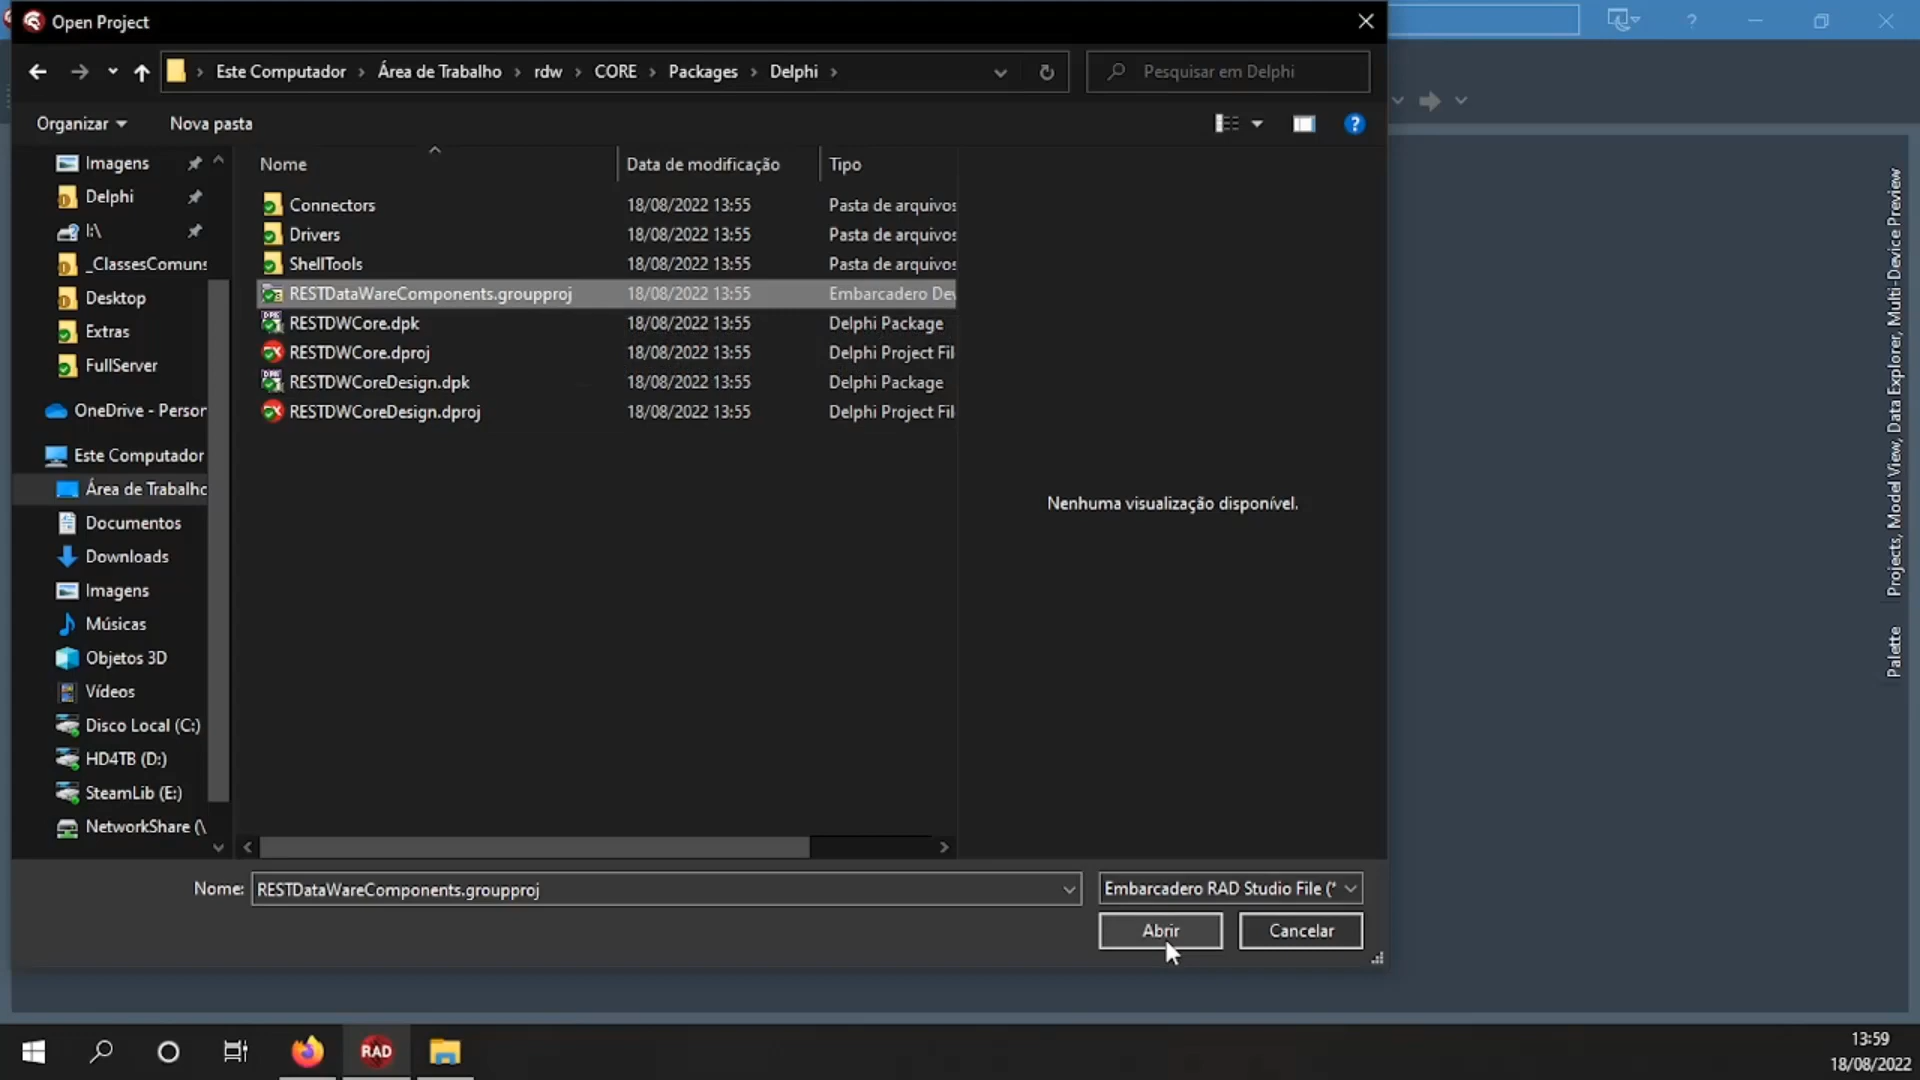 Open Project
Este Computador > Área de Trabalho > rdw > CORE > Packages > Delphi >
Pesquisar em Delphi
Organizar
Nova pasta
Imagens
Delphi
I:\
_ClassesComuns
Desktop
Extras
FullServer
OneDrive - Person
Este Computador
Área de Trabalho
Documentos
Downloads
Imagens
Músicas
Objetos 3D
Vídeos
Disco Local (C:)
HD4TB (D:)
SteamLib (E:)
NetworkShare (\
Nome Data de modificação Tipo
Connectors 18/08/2022 13:55 Pasta de arquivos
Drivers 18/08/2022 13:55 Pasta de arquivos
ShellTools 18/08/2022 13:55 Pasta de arquivos
RESTDataWareComponents.groupproj 18/08/2022 13:55 Embarcadero Dev
RESTDWCore.dpk 18/08/2022 13:55 Delphi Package
RESTDWCore.dproj 18/08/2022 13:55 Delphi Project Fil
RESTDWCoreDesign.dpk 18/08/2022 13:55 Delphi Package
RESTDWCoreDesign.dproj 18/08/2022 13:55 Delphi Project Fil
Nenhuma visualização disponível.
Nome: RESTDataWareComponents.groupproj
Embarcadero RAD Studio File (*
Abrir
Cancelar
Projects, Model View, Data Explorer, Multi-Device Preview
Palette
RAD
13:59
18/08/2022